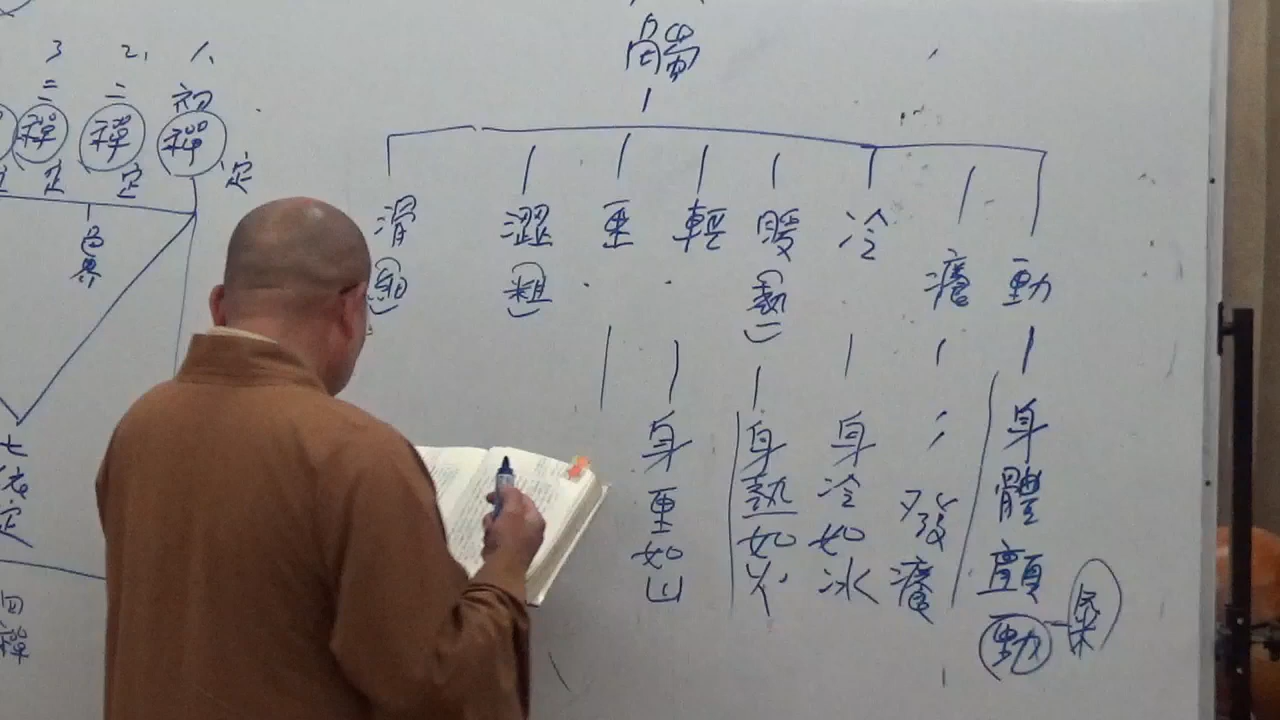 觸
動
癢
冷
煖
(熱)
輕
重
澀
(粗)
滑
(細)
身體顫動
桑
發癢
身冷如冰
身熱如火
身重如山
1、
初禪定
2、
二禪定
3
三禪定
色界
七依定
四禪